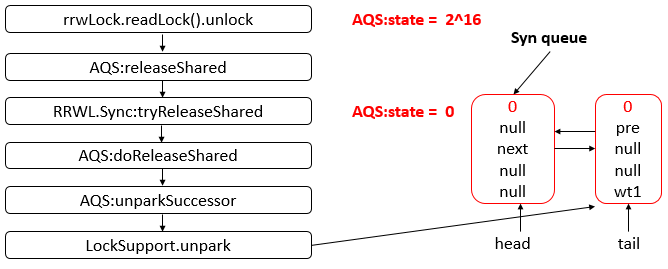 rrwLock.readLock().unlock
AQS:state = 2^16
Syn queue
AQS:releaseShared
RRWL.Sync:tryReleaseShared
AQS:state = 0
0
null
next
null
null
0
pre
null
null
wt1
AQS:doReleaseShared
AQS:unparkSuccessor
LockSupport.unpark
head
tail